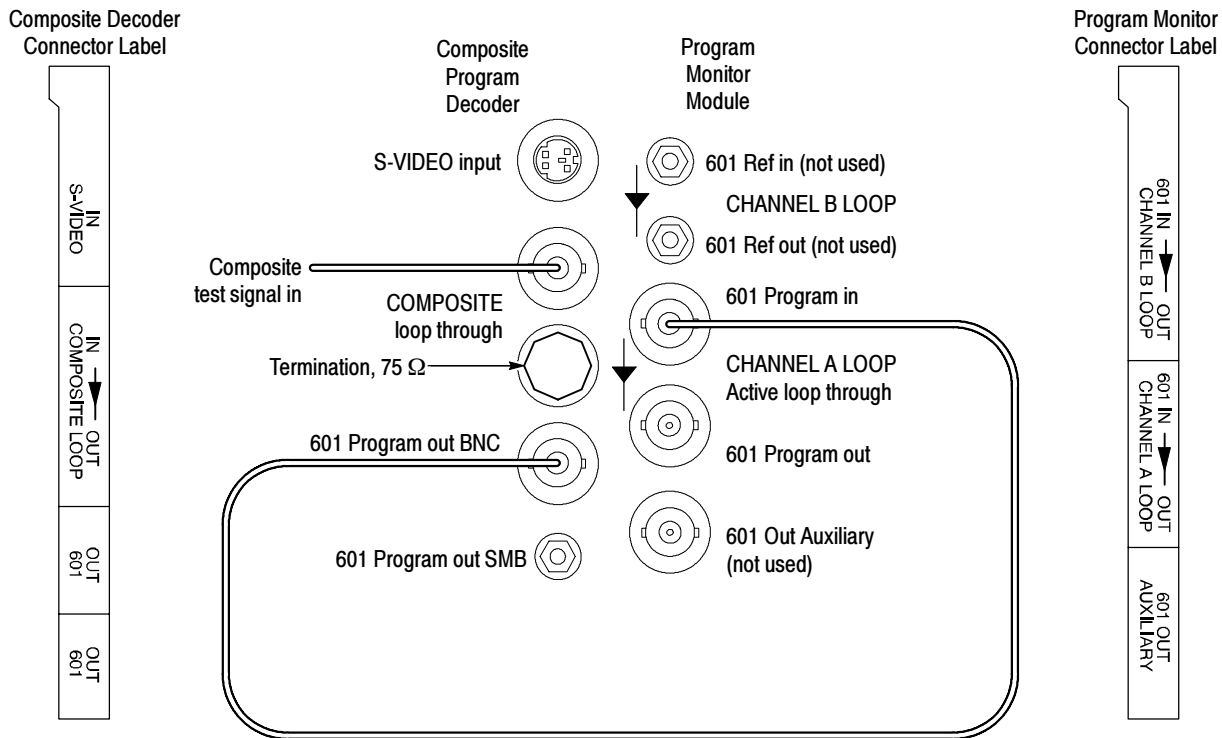 Composite Decoder
Connector Label
IN
S-VIDEO
IN OUT
COMPOSITE LOOP
OUT
601
OUT
601
Composite
Program
Decoder
Program
Monitor
Module
S-VIDEO input
601 Ref in (not used)
CHANNEL B LOOP
601 Ref out (not used)
Composite
test signal in
COMPOSITE
loop through
601 Program in
Termination, 75 Ω
CHANNEL A LOOP
Active loop through
601 Program out BNC
601 Program out
601 Program out SMB
601 Out Auxiliary
(not used)
Program Monitor
Connector Label
601 IN OUT
CHANNEL B LOOP
601 IN OUT
CHANNEL A LOOP
601 OUT
AUXILIARY